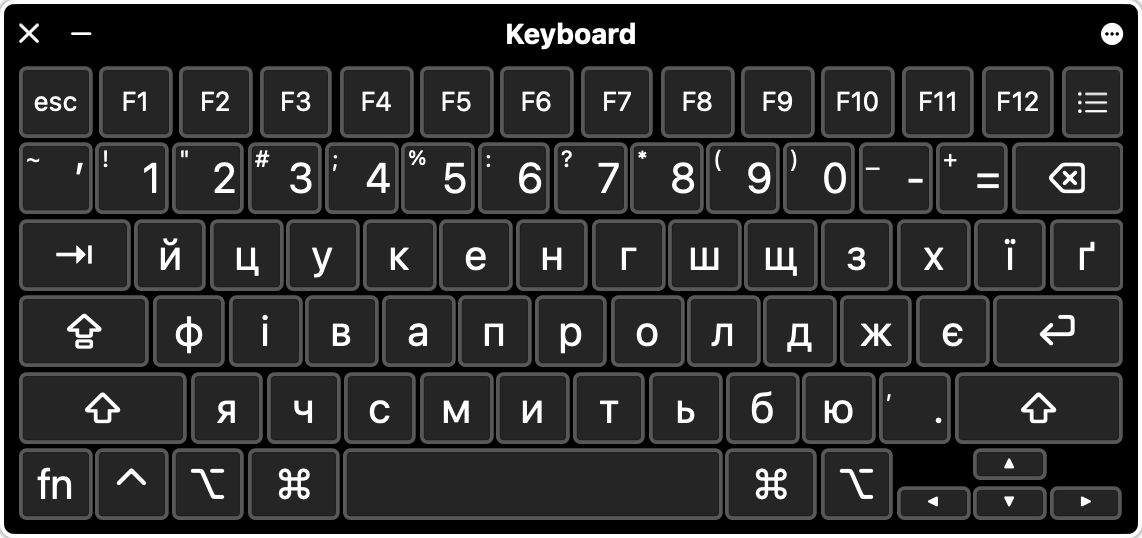 Keyboard
esc F1 F2 F3 F4 F5 F6 F7 F8 F9 F10 F11 F12
~ ʼ ! 1 " 2 # 3 ; 4 % 5 : 6 ? 7 * 8 ( 9 ) 0 _ - + =
й ц у к е н г ш щ з х ї ґ
ф і в а п р о л д ж є
я ч с м и т ь б ю ʼ .
fn ^ ⌥ ⌘ ⌘ ⌥